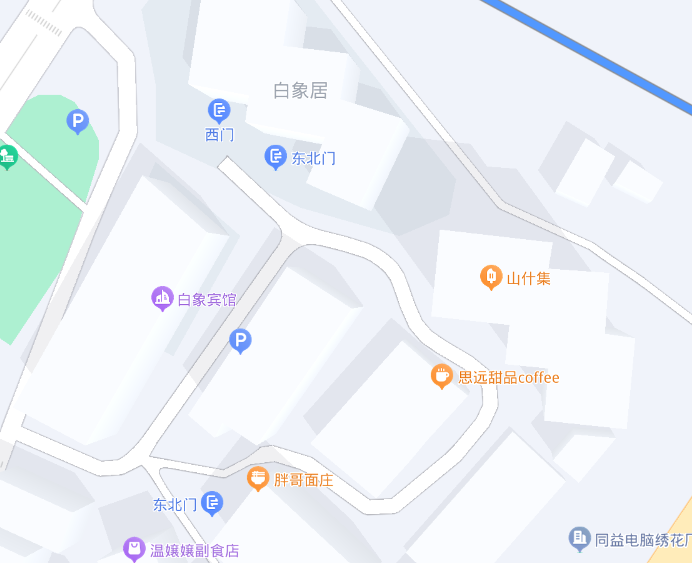 白象居
西门
东北门
P
山什集
白象宾馆
P
思远甜品coffee
胖哥面庄
东北门
同益电脑绣花厂
温嬢嬢副食店